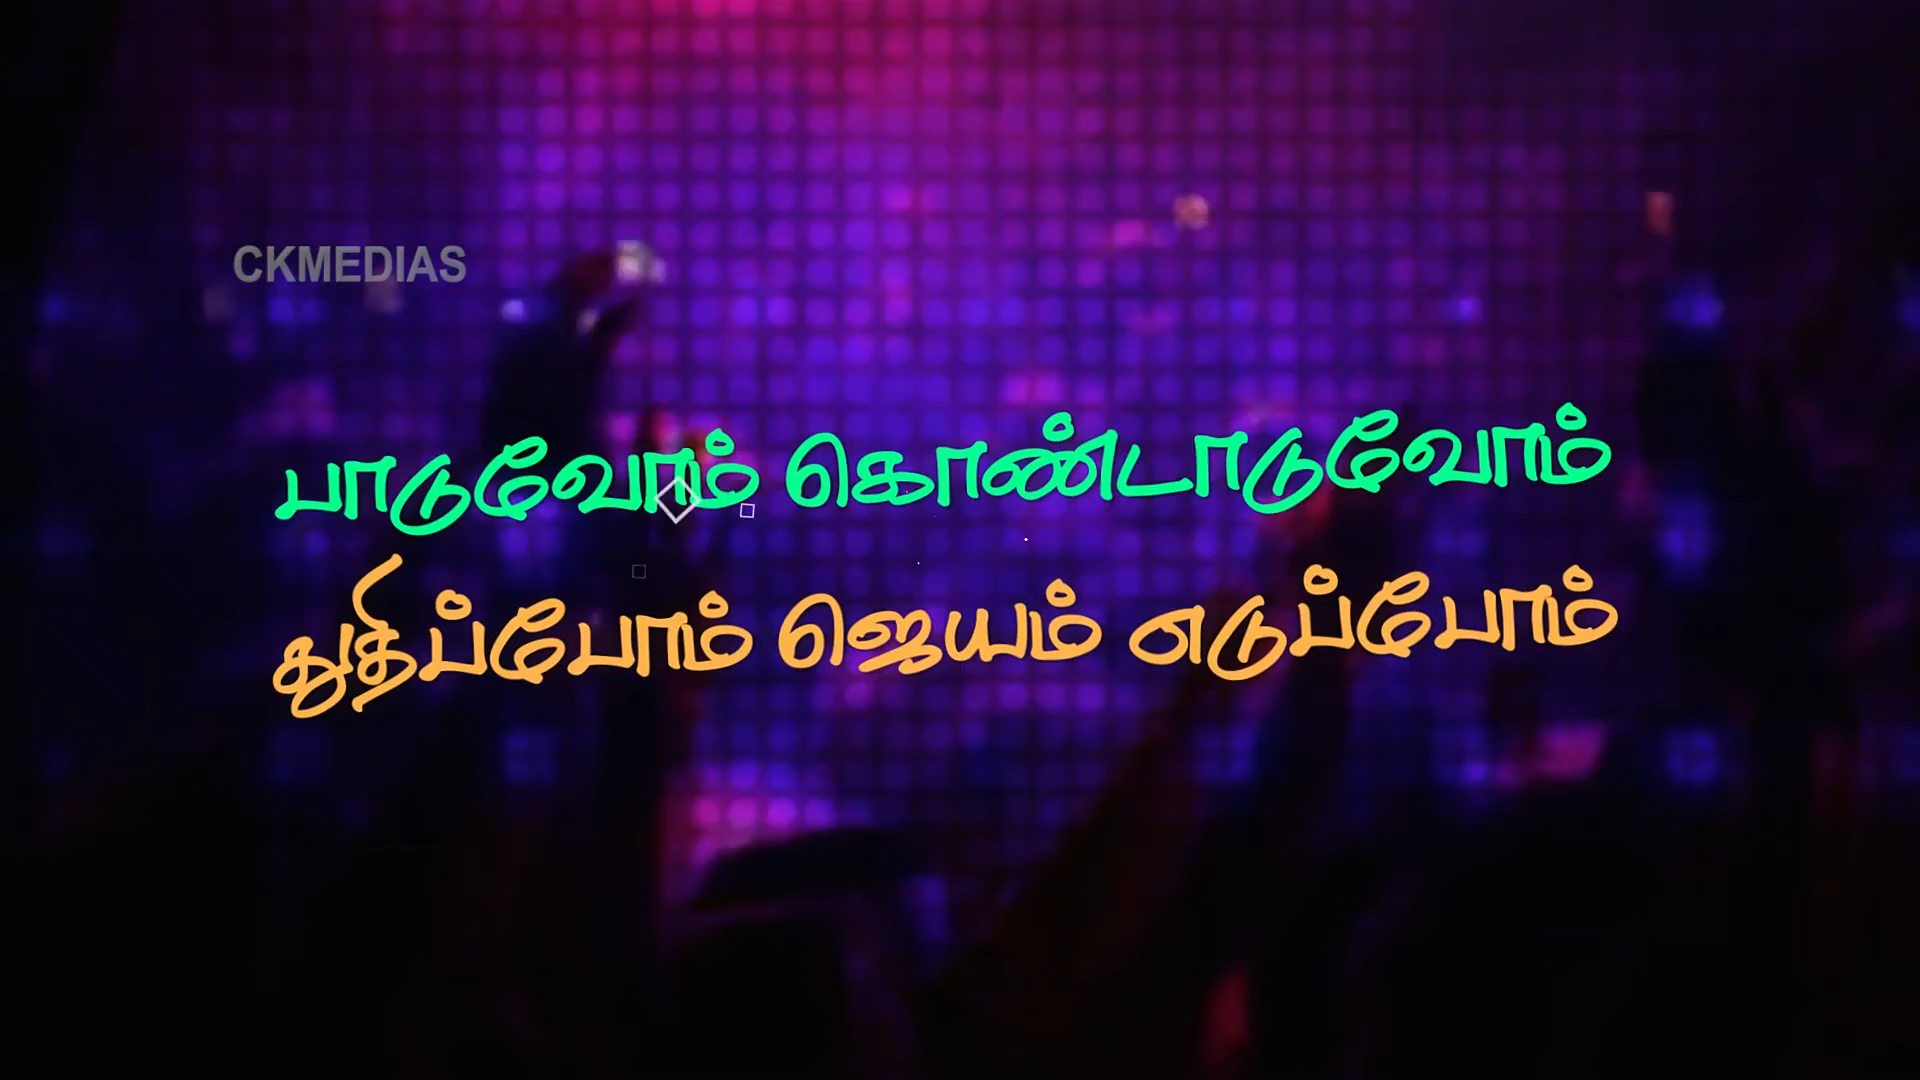 CKMEDIAS
பாடுவோம் கொண்டாடுவோம்
துதிப்போம் ஜெயம் எடுப்போம்